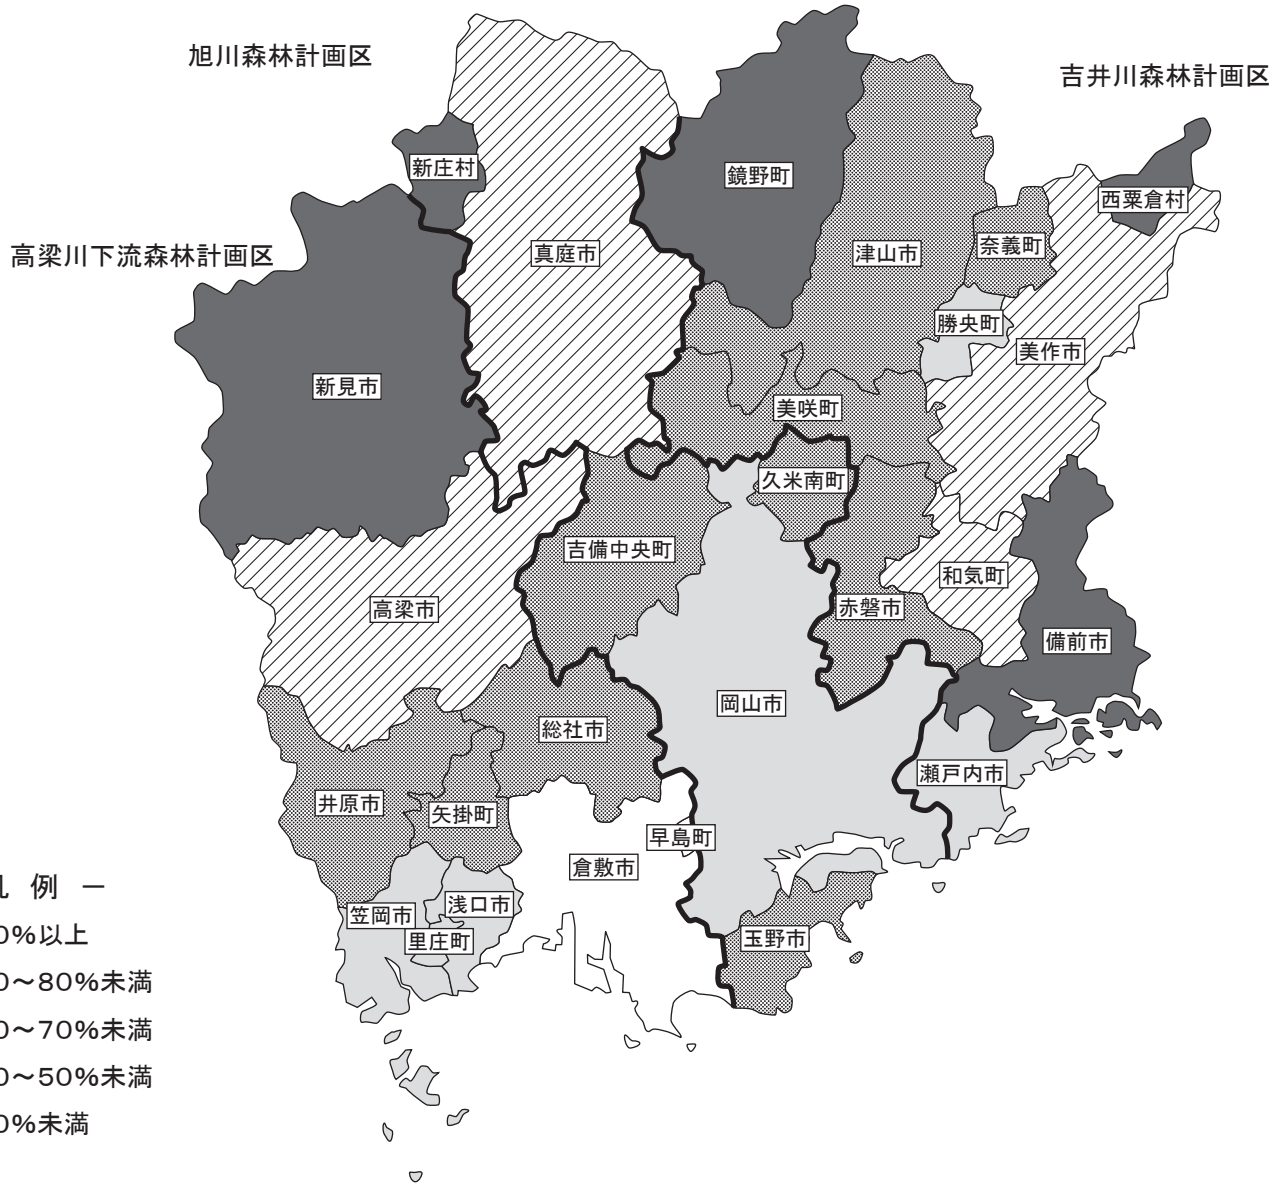 旭川森林計画区
吉井川森林計画区
新庄村
鏡野町
西粟倉村
高梁川下流森林計画区
真庭市
津山市
奈義町
勝央町
美作市
新見市
美咲町
久米南町
吉備中央町
和気町
高梁市
赤磐市
備前市
岡山市
総社市
瀬戸内市
井原市
矢掛町
早島町
倉敷市
例 －
0%以上
笠岡市
浅口市
里庄町
玉野市
0～80%未満
0～70%未満
0～50%未満
0%未満